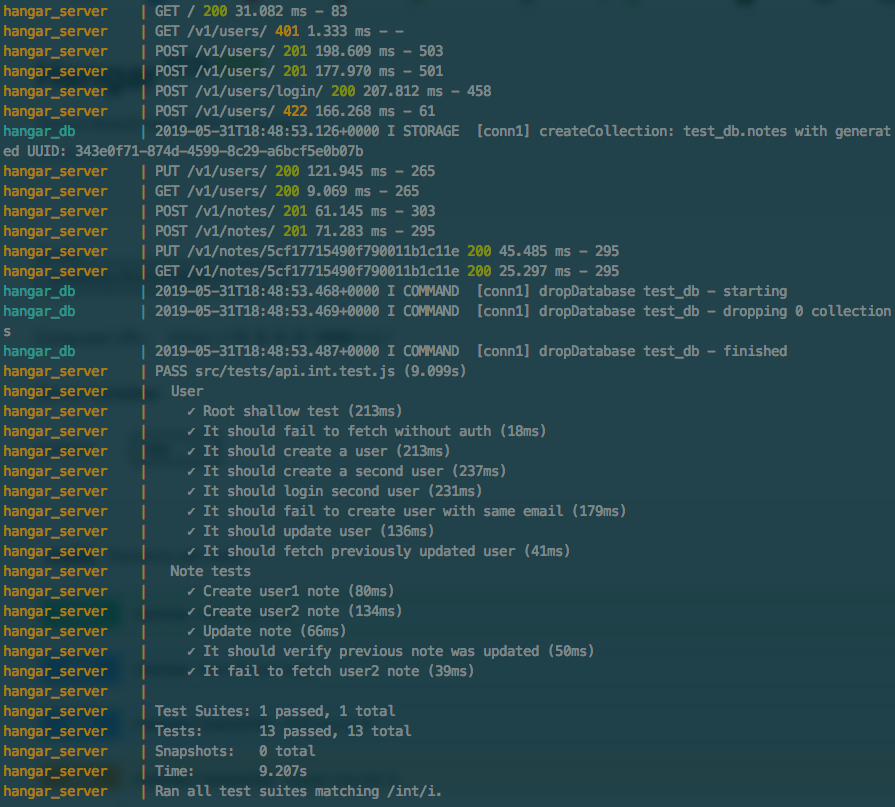 hangar_server    | GET / 200 31.082 ms - 83
hangar_server    | GET /v1/users/ 401 1.333 ms - -
hangar_server    | POST /v1/users/ 201 198.609 ms - 503
hangar_server    | POST /v1/users/ 201 177.970 ms - 501
hangar_server    | POST /v1/users/login/ 200 207.812 ms - 458
hangar_server    | POST /v1/users/ 422 166.268 ms - 61
hangar_db        | 2019-05-31T18:48:53.126+0000 I STORAGE  [conn1] createCollection: test_db.notes with generat
ed UUID: 343e0f71-874d-4599-8c29-a6bcf5e0b07b
hangar_server    | PUT /v1/users/ 200 121.945 ms - 265
hangar_server    | GET /v1/users/ 200 9.069 ms - 265
hangar_server    | POST /v1/notes/ 201 61.145 ms - 303
hangar_server    | POST /v1/notes/ 201 71.283 ms - 295
hangar_server    | PUT /v1/notes/5cf17715490f790011b1c11e 200 45.485 ms - 295
hangar_server    | GET /v1/notes/5cf17715490f790011b1c11e 200 25.297 ms - 295
hangar_db        | 2019-05-31T18:48:53.468+0000 I COMMAND  [conn1] dropDatabase test_db - starting
hangar_db        | 2019-05-31T18:48:53.469+0000 I COMMAND  [conn1] dropDatabase test_db - dropping 0 collection
s
hangar_db        | 2019-05-31T18:48:53.487+0000 I COMMAND  [conn1] dropDatabase test_db - finished
hangar_server    | PASS src/tests/api.int.test.js (9.099s)
hangar_server    |   User
hangar_server    |     ✓ Root shallow test (213ms)
hangar_server    |     ✓ It should fail to fetch without auth (18ms)
hangar_server    |     ✓ It should create a user (213ms)
hangar_server    |     ✓ It should create a second user (237ms)
hangar_server    |     ✓ It should login second user (231ms)
hangar_server    |     ✓ It should fail to create user with same email (179ms)
hangar_server    |     ✓ It should update user (136ms)
hangar_server    |     ✓ It should fetch previously updated user (41ms)
hangar_server    |   Note tests
hangar_server    |     ✓ Create user1 note (80ms)
hangar_server    |     ✓ Create user2 note (134ms)
hangar_server    |     ✓ Update note (66ms)
hangar_server    |     ✓ It should verify previous note was updated (50ms)
hangar_server    |     ✓ It fail to fetch user2 note (39ms)
hangar_server    |
hangar_server    | Test Suites: 1 passed, 1 total
hangar_server    | Tests:       13 passed, 13 total
hangar_server    | Snapshots:   0 total
hangar_server    | Time:        9.207s
hangar_server    | Ran all test suites matching /int/i.